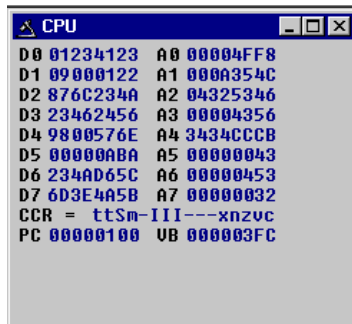 CPU
D0 01234123 A0 00004FF8
D1 09000122 A1 000A354C
D2 876C234A A2 04325346
D3 23462456 A3 00004356
D4 9800576E A4 3434CCCB
D5 00000ABA A5 00000043
D6 234AD65C A6 00000453
D7 6D3E4A5B A7 00000032
CCR = ttSm-III---xnzvc
PC 00000100 VB 000003FC